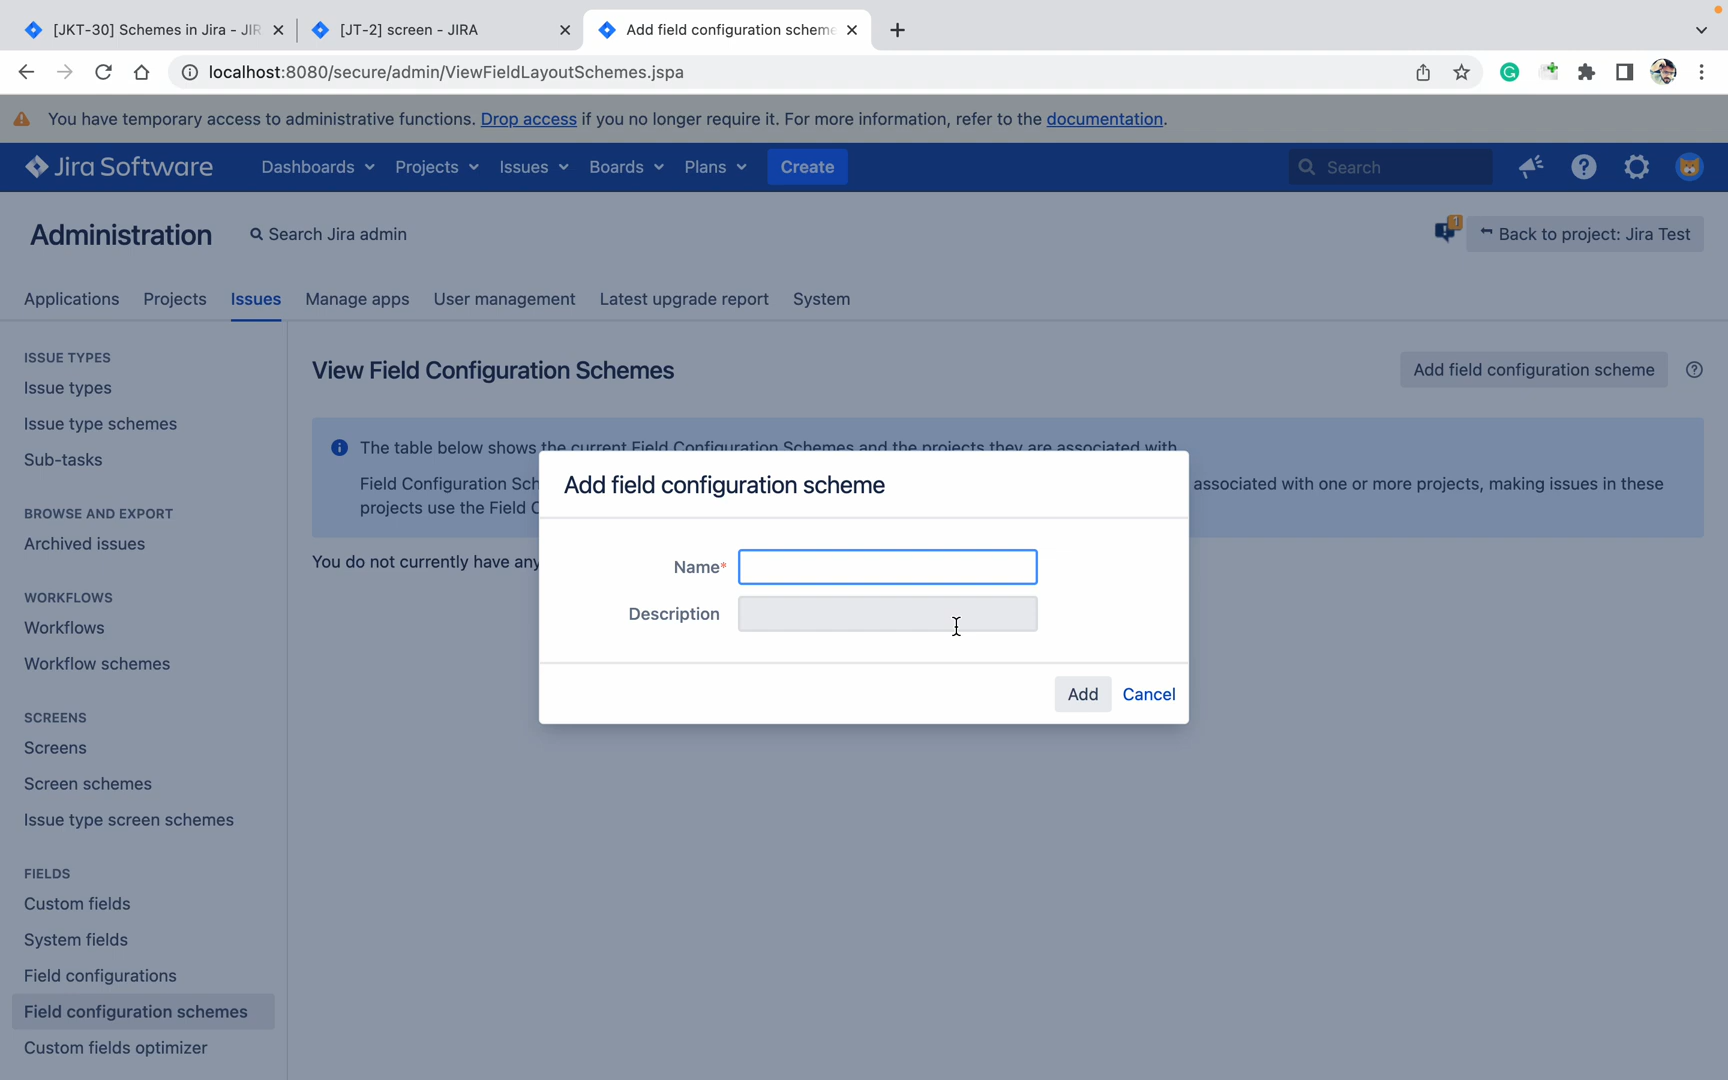 [JKT-30] Schemes in Jira - JIR
[JT-2] screen - JIRA
Add field configuration scheme
localhost:8080/secure/admin/ViewFieldLayoutSchemes.jspa
You have temporary access to administrative functions. Drop access if you no longer require it. For more information, refer to the documentation.
Jira Software
Dashboards
Projects
Issues
Boards
Plans
Create
Search
Administration
Search Jira admin
1
Back to project: Jira Test
Applications
Projects
Issues
Manage apps
User management
Latest upgrade report
System
ISSUE TYPES
Issue types
Issue type schemes
Sub-tasks
BROWSE AND EXPORT
Archived issues
WORKFLOWS
Workflows
Workflow schemes
SCREENS
Screens
Screen schemes
Issue type screen schemes
FIELDS
Custom fields
System fields
Field configurations
Field configuration schemes
Custom fields optimizer
View Field Configuration Schemes
Add field configuration scheme
The table below shows the current Field Configuration Schemes and the projects they are associated with
Field Configuration Sch
associated with one or more projects, making issues in these
projects use the Field C
You do not currently have any
Add field configuration scheme
Name*
Description
Add
Cancel